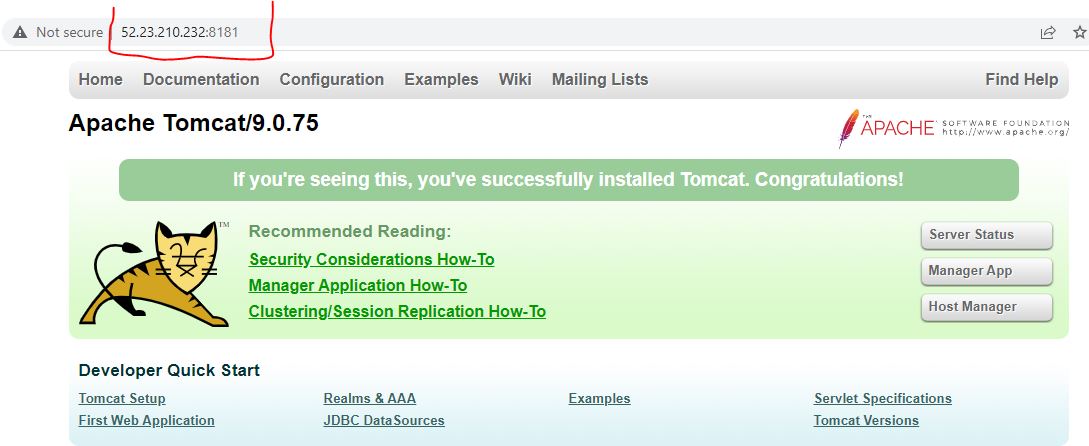 Not secure 52.23.210.232:8181
Home Documentation Configuration Examples Wiki Mailing Lists Find Help
Apache Tomcat/9.0.75
THE
APACHE SOFTWARE FOUNDATION
http://www.apache.org/
If you're seeing this, you've successfully installed Tomcat. Congratulations!
TM
Recommended Reading:
Security Considerations How-To
Manager Application How-To
Clustering/Session Replication How-To
Server Status
Manager App
Host Manager
Developer Quick Start
Tomcat Setup Realms & AAA Examples Servlet Specifications
First Web Application JDBC DataSources Tomcat Versions